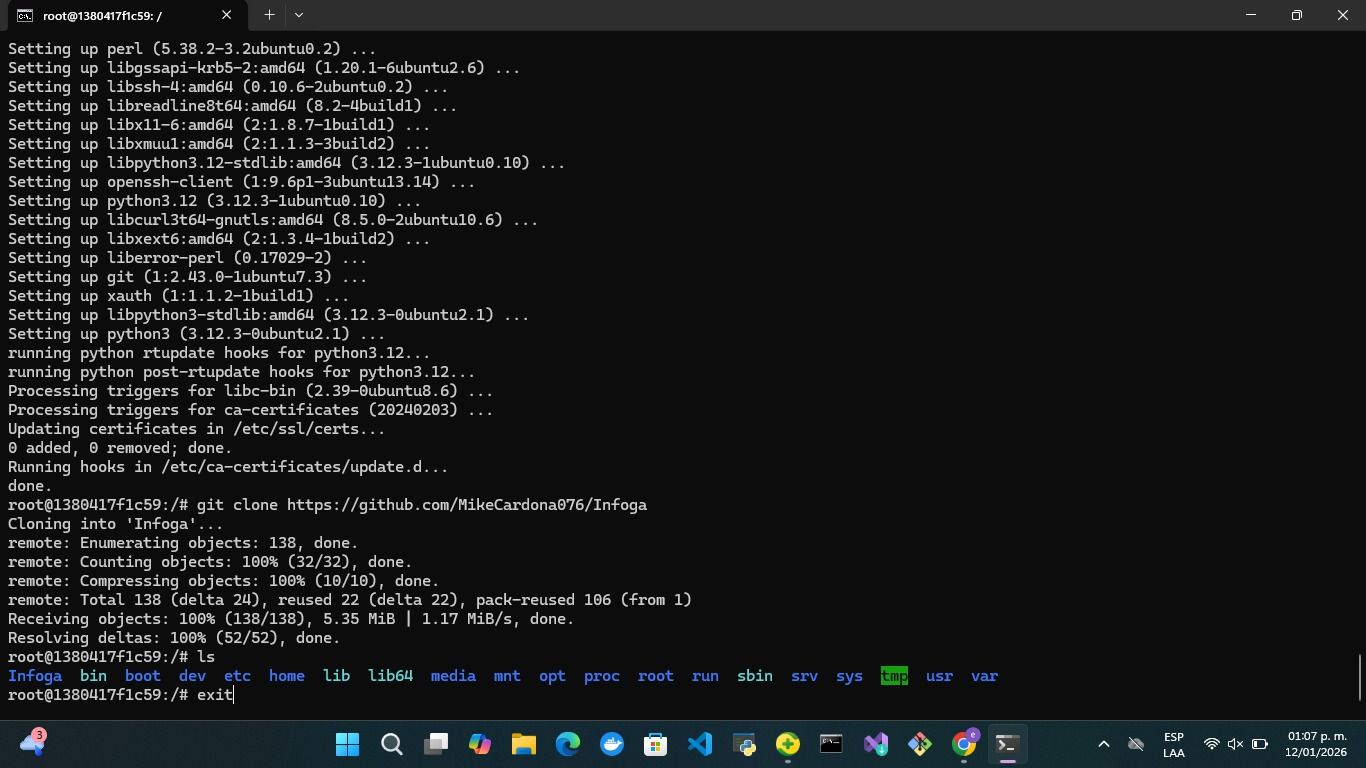 root@1380417f1c59: /
Setting up perl (5.38.2-3.2ubuntu0.2) ...
Setting up libgssapi-krb5-2:amd64 (1.20.1-6ubuntu2.6) ...
Setting up libssh-4:amd64 (0.10.6-2ubuntu0.2) ...
Setting up libreadline8t64:amd64 (8.2-4build1) ...
Setting up libx11-6:amd64 (2:1.8.7-1build1) ...
Setting up libxmuu1:amd64 (2:1.1.3-3build2) ...
Setting up libpython3.12-stdlib:amd64 (3.12.3-1ubuntu0.10) ...
Setting up openssh-client (1:9.6p1-3ubuntu13.14) ...
Setting up python3.12 (3.12.3-1ubuntu0.10) ...
Setting up libcurl3t64-gnutls:amd64 (8.5.0-2ubuntu10.6) ...
Setting up libxext6:amd64 (2:1.3.4-1build2) ...
Setting up liberror-perl (0.17029-2) ...
Setting up git (1:2.43.0-1ubuntu7.3) ...
Setting up xauth (1:1.1.2-1build1) ...
Setting up libpython3-stdlib:amd64 (3.12.3-0ubuntu2.1) ...
Setting up python3 (3.12.3-0ubuntu2.1) ...
running python rtupdate hooks for python3.12...
running python post-rtupdate hooks for python3.12...
Processing triggers for libc-bin (2.39-0ubuntu8.6) ...
Processing triggers for ca-certificates (20240203) ...
Updating certificates in /etc/ssl/certs...
0 added, 0 removed; done.
Running hooks in /etc/ca-certificates/update.d...
done.
root@1380417f1c59:/# git clone https://github.com/MikeCardona076/Infoga
Cloning into 'Infoga'...
remote: Enumerating objects: 138, done.
remote: Counting objects: 100% (32/32), done.
remote: Compressing objects: 100% (10/10), done.
remote: Total 138 (delta 24), reused 22 (delta 22), pack-reused 106 (from 1)
Receiving objects: 100% (138/138), 5.35 MiB | 1.17 MiB/s, done.
Resolving deltas: 100% (52/52), done.
root@1380417f1c59:/# ls
Infoga bin boot dev etc home lib lib64 media mnt opt proc root run sbin srv sys tmp usr var
root@1380417f1c59:/# exit
3
e
ESP
LAA
01:07 p. m.
12/01/2026